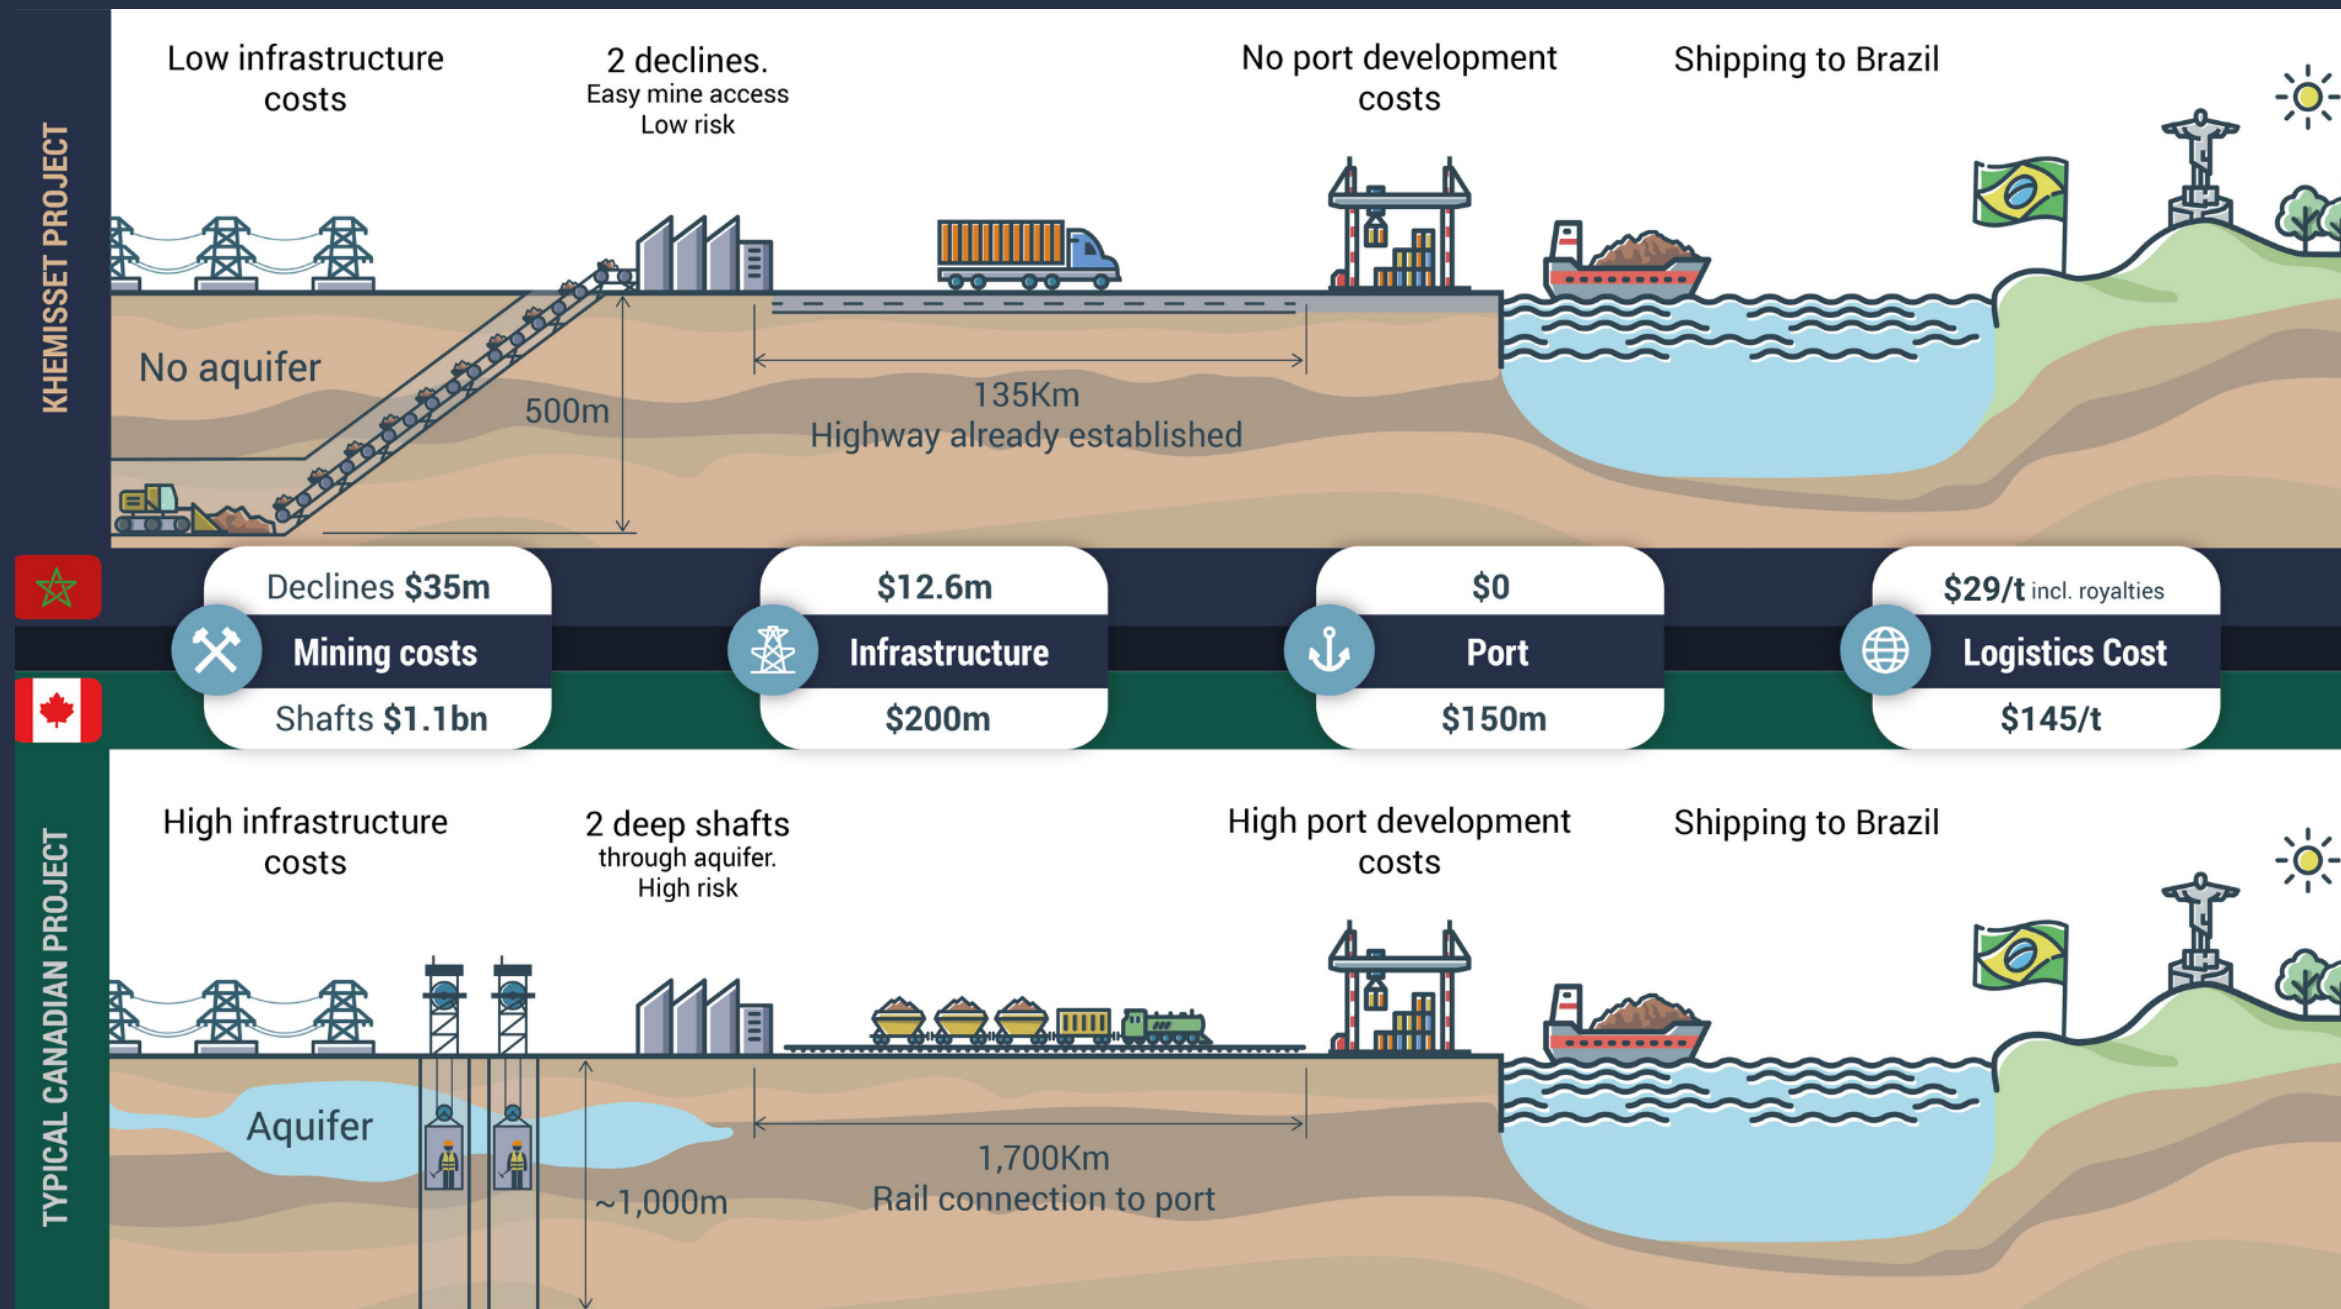 KHEMISSET PROJECT
Low infrastructure
costs
2 declines.
Easy mine access
Low risk
No port development
costs
Shipping to Brazil
No aquifer
500m
135Km
Highway already established
Declines $35m
Mining costs
Shafts $1.1bn
$12.6m
Infrastructure
$200m
$0
Port
$150m
$29/t incl. royalties
Logistics Cost
$145/t
TYPICAL CANADIAN PROJECT
High infrastructure
costs
2 deep shafts
through aquifer.
High risk
High port development
costs
Shipping to Brazil
Aquifer
~1,000m
1,700Km
Rail connection to port